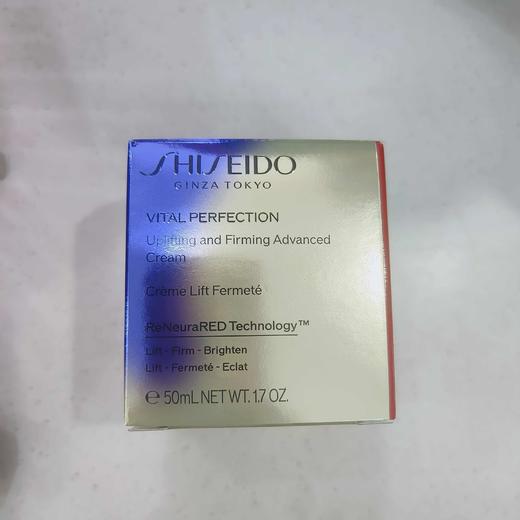 SHISEIDO
GINZA TOKYO
VITAL PERFECTION
Uplifting and Firming Advanced
Cream
Crème Lift Fermeté
ReNeuraRED Technology™
Lift - Firm - Brighten
Lift - Fermeté - Eclat
℮ 50mL NET WT. 1.7 OZ.